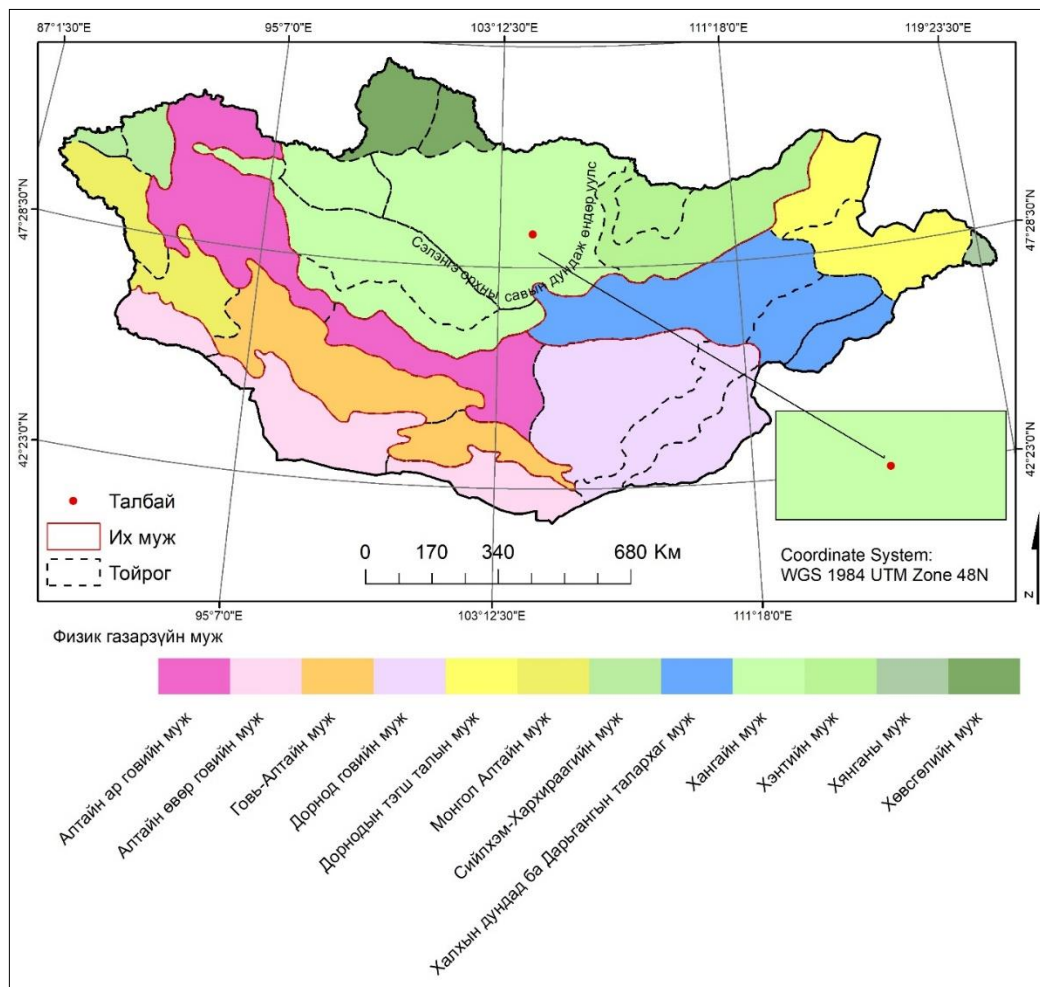 87°1'30"E
95°7'0"E
103°12'30"E
111°18'0"E
119°23'30"E
47°28'30"N
47°28'30"N
Сэлэнгэ орхны савын дундаж өндөр уулс
42°23'0"N
42°23'0"N
Талбай
Их муж
Тойрог
0 170 340 680 Км
Coordinate System:
WGS 1984 UTM Zone 48N
N
95°7'0"E
103°12'30"E
111°18'0"E
Физик газарзүйн муж
Алтайн ар говийн муж
Алтайн өвөр говийн муж
Говь-Алтайн муж
Дорнод говийн муж
Дорнодын тэгш талын муж
Монгол Алтайн муж
Сийлхэм-Хархираагийн муж
Халхын дундад ба Дарьгангын талархаг муж
Хангайн муж
Хэнтийн муж
Хянганы муж
Хөвсгөлийн муж